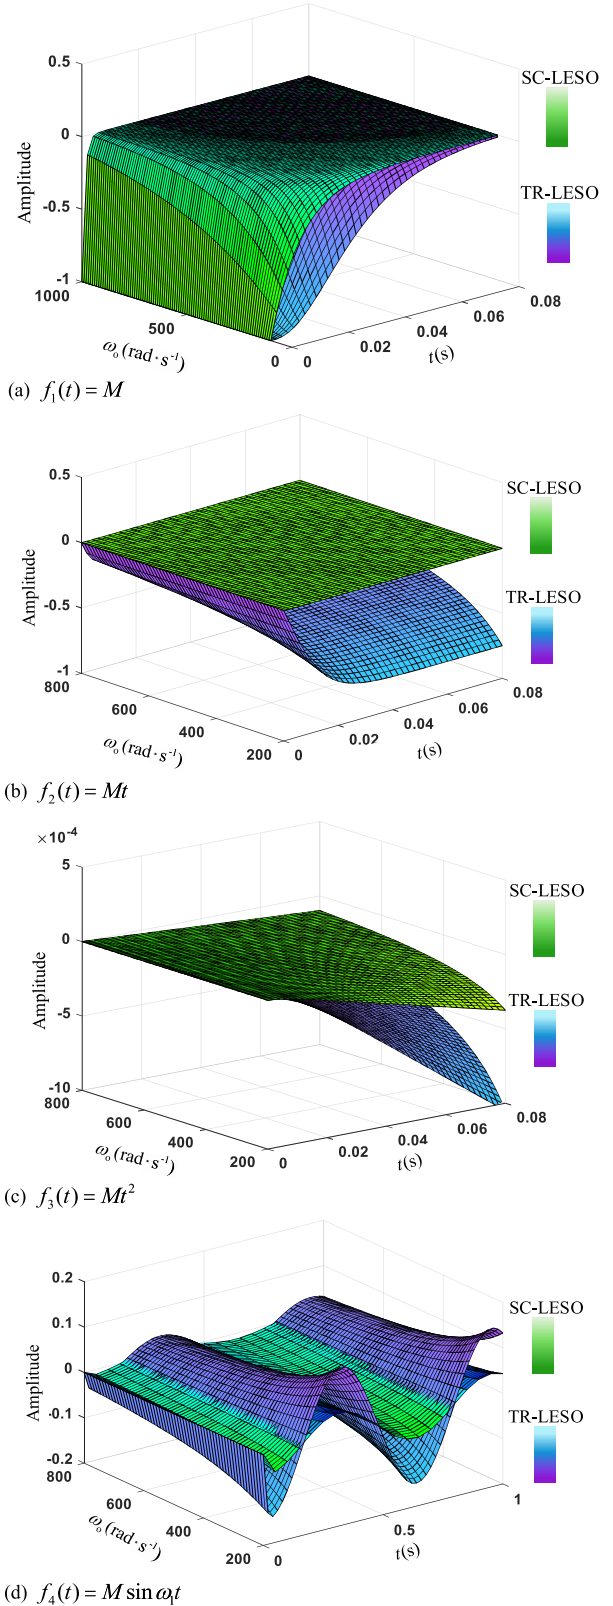 0.5
SC-LESO
0
Amplitude
TR-LESO
-0.5
-1
1000
0.08
0.06
500
0.04
0.02
ωₒ(rad·s⁻¹)
t(s)
0
0
(a) f₁(t) = M
0.5
SC-LESO
0
Amplitude
TR-LESO
-0.5
-1
800
0.08
600
0.06
400
0.04
ωₒ(rad·s⁻¹)
0.02
t(s)
200
0
(b) f₂(t) = Mt
×10⁻⁴
5
SC-LESO
0
Amplitude
TR-LESO
-5
-10
800
0.08
600
0.06
400
0.04
ωₒ(rad·s⁻¹)
0.02
t(s)
200
0
(c) f₃(t) = Mt²
0.2
SC-LESO
0.1
0
Amplitude
TR-LESO
-0.1
-0.2
800
1
600
0.5
400
ωₒ(rad·s⁻¹)
t(s)
200
0
(d) f₄(t) = M sin ω₁t